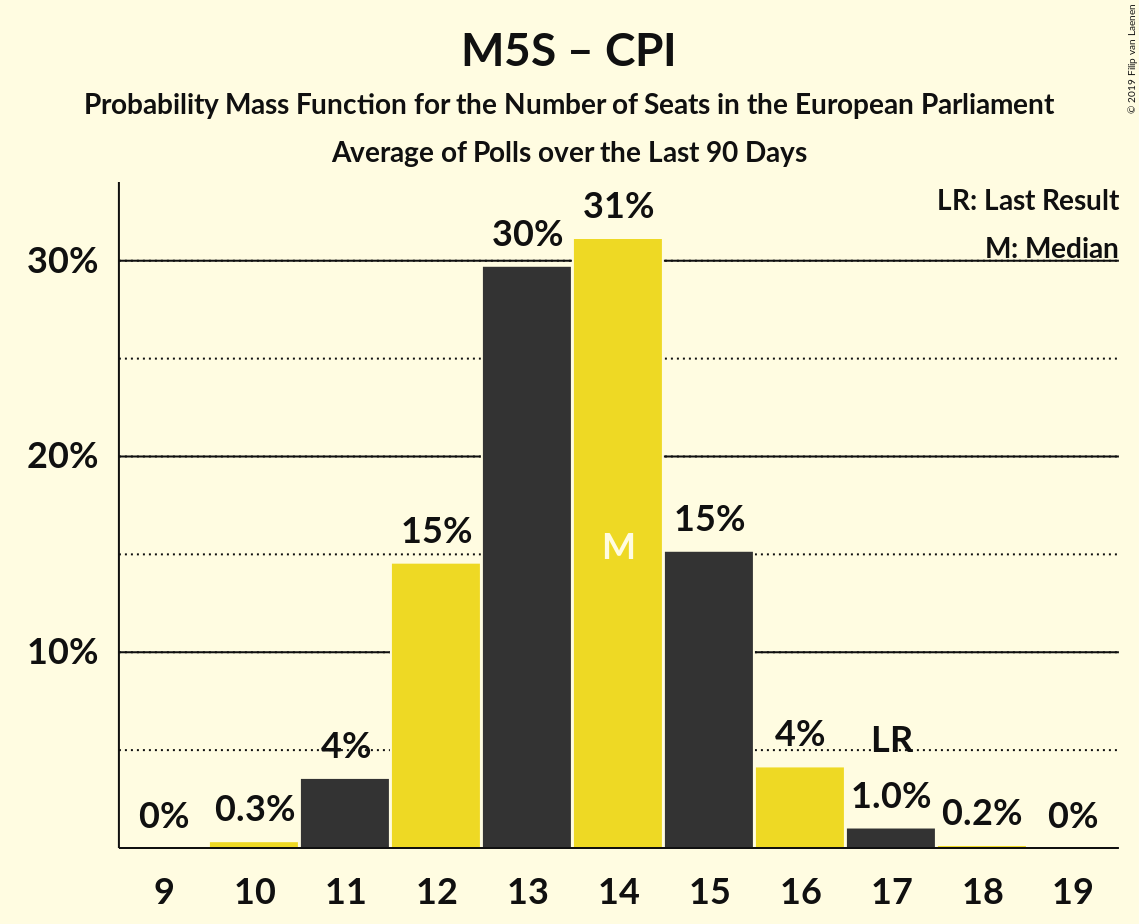 M5S – CPI
Probability Mass Function for the Number of Seats in the European Parliament
Average of Polls over the Last 90 Days
© 2019 Filip van Laenen
LR: Last Result
M: Median
30%
20%
10%
0%
0.3%
4%
15%
30%
31%
M
15%
4%
LR
1.0%
0.2%
0%
9 10 11 12 13 14 15 16 17 18 19